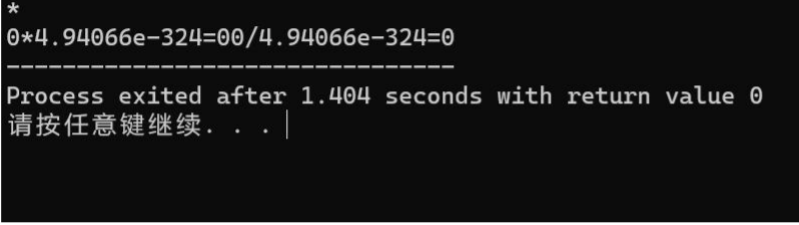 *
0*4.94066e-324=00/4.94066e-324=0
--------------------------------
Process exited after 1.404 seconds with return value 0
请按任意键继续. . .